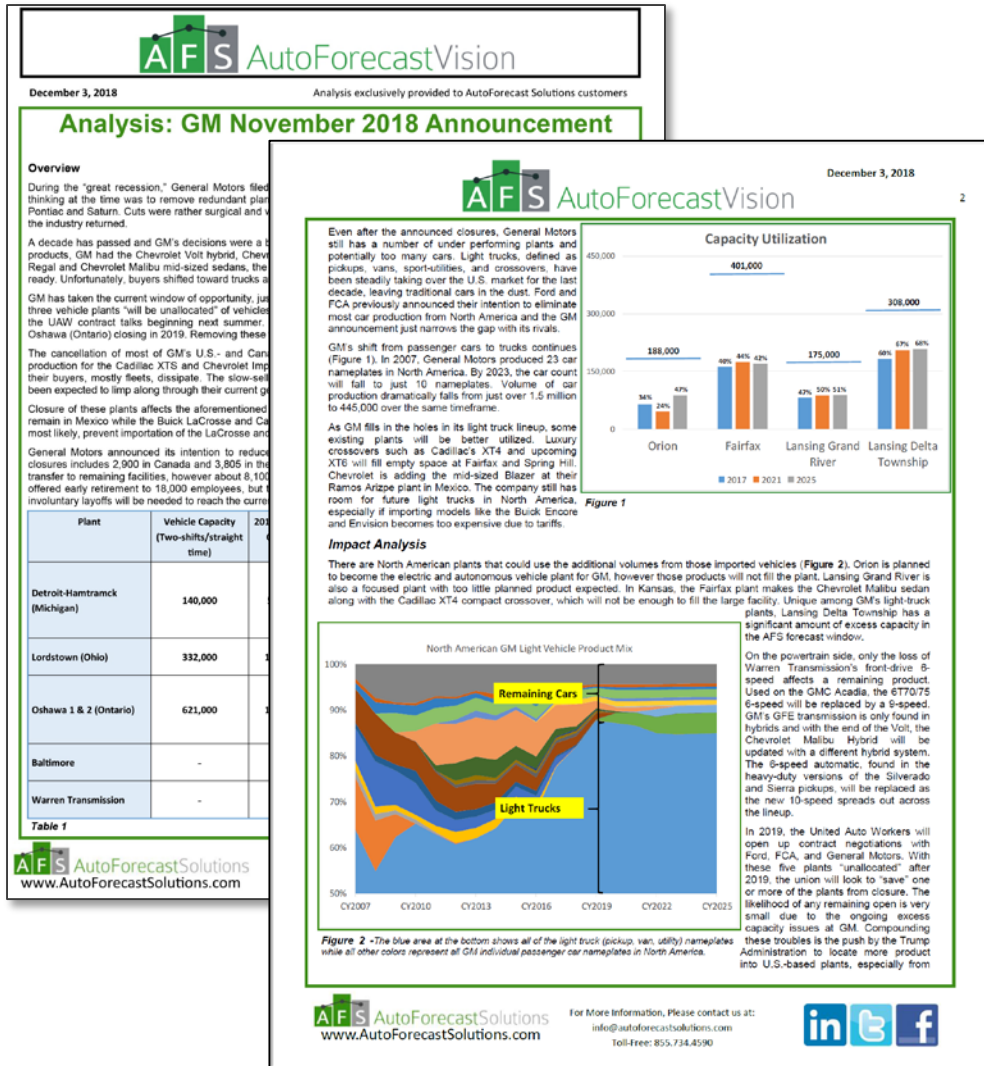 AFS AutoForecastVision
December 3, 2018
Analysis exclusively provided to AutoForecast Solutions customers
Analysis: GM November 2018 Announcement
Overview
During the "great recession," General Motors filed
thinking at the time was to remove redundant plan
Pontiac and Saturn. Cuts were rather surgical and w
the industry returned.
A decade has passed and GM's decisions were a b
products, GM had the Chevrolet Volt hybrid, Chev
Regal and Chevrolet Malibu mid-sized sedans, the
ready. Unfortunately, buyers shifted toward trucks a
GM has taken the current window of opportunity, jus
three vehicle plants "will be unallocated" of vehicles
the UAW contract talks beginning next summer.
Oshawa (Ontario) closing in 2019. Removing these
The cancellation of most of GM's U.S.- and Cana
production for the Cadillac XTS and Chevrolet Imp
their buyers, mostly fleets, dissipate. The slow-sell
been expected to limp along through their current ge
Closure of these plants affects the aforementioned
remain in Mexico while the Buick LaCrosse and Ca
most likely, prevent importation of the LaCrosse and
General Motors announced its intention to reduce
closures includes 2,900 in Canada and 3,805 in the
transfer to remaining facilities, however about 8,100
offered early retirement to 18,000 employees, but t
involuntary layoffs will be needed to reach the curre
Plant
Vehicle Capacity
(Two-shifts/straight
time)
201
Detroit-Hamtramck
(Michigan)
140,000
Lordstown (Ohio)
332,000
Oshawa 1 & 2 (Ontario)
621,000
Baltimore
-
Warren Transmission
-
Table 1
AFS AutoForecastSolutions
www.AutoForecastSolutions.com
AFS AutoForecastVision
December 3, 2018
2
Even after the announced closures, General Motors
still has a number of under performing plants and
potentially too many cars. Light trucks, defined as
pickups, vans, sport-utilities, and crossovers, have
been steadily taking over the U.S. market for the last
decade, leaving traditional cars in the dust. Ford and
FCA previously announced their intention to eliminate
most car production from North America and the GM
announcement just narrows the gap with its rivals.
GM's shift from passenger cars to trucks continues
(Figure 1). In 2007, General Motors produced 23 car
nameplates in North America. By 2023, the car count
will fall to just 10 nameplates. Volume of car
production dramatically falls from just over 1.5 million
to 445,000 over the same timeframe.
As GM fills in the holes in its light truck lineup, some
existing plants will be better utilized. Luxury
crossovers such as Cadillac's XT4 and upcoming
XT6 will fill empty space at Fairfax and Spring Hill.
Chevrolet is adding the mid-sized Blazer at their
Ramos Arizpe plant in Mexico. The company still has
room for future light trucks in North America,
especially if importing models like the Buick Encore
and Envision becomes too expensive due to tariffs.
Capacity Utilization
450,000
300,000
150,000
0
188,000
401,000
175,000
308,000
34%
24%
47%
40%
44%
42%
43%
50%
51%
60%
67%
68%
Orion
Fairfax
Lansing Grand
River
Lansing Delta
Township
2017
2021
2025
Figure 1
Impact Analysis
There are North American plants that could use the additional volumes from those imported vehicles (Figure 2). Orion is planned
to become the electric and autonomous vehicle plant for GM, however those products will not fill the plant. Lansing Grand River is
also a focused plant with too little planned product expected. In Kansas, the Fairfax plant makes the Chevrolet Malibu sedan
along with the Cadillac XT4 compact crossover, which will not be enough to fill the large facility. Unique among GM's light-truck
plants, Lansing Delta Township has a
significant amount of excess capacity in
the AFS forecast window.
On the powertrain side, only the loss of
Warren Transmission's front-drive 6-
speed affects a remaining product.
Used on the GMC Acadia, the 6T70/75
6-speed will be replaced by a 9-speed.
GM's GFE transmission is only found in
hybrids and with the end of the Volt, the
Chevrolet Malibu Hybrid will be
updated with a different hybrid system.
The 6-speed automatic, found in the
heavy-duty versions of the Silverado
and Sierra pickups, will be replaced as
the new 10-speed spreads out across
the lineup.
In 2019, the United Auto Workers will
open up contract negotiations with
Ford, FCA, and General Motors. With
these five plants "unallocated" after
2019, the union will look to "save" one
or more of the plants from closure. The
likelihood of any remaining open is very
small due to the ongoing excess
capacity issues at GM. Compounding
these troubles is the push by the Trump
Administration to locate more product
into U.S.-based plants, especially from
North American GM Light Vehicle Product Mix
100%
90%
80%
70%
60%
50%
Remaining Cars
Light Trucks
CY2007
CY2010
CY2013
CY2016
CY2019
CY2022
CY2025
Figure 2 -The blue area at the bottom shows all of the light truck (pickup, van, utility) nameplates
while all other colors represent all GM individual passenger car nameplates in North America.
AFS AutoForecastSolutions
www.AutoForecastSolutions.com
For More Information, Please contact us at:
info@autoforecastsolutions.com
Toll-Free: 855.734.4590
in
t
f